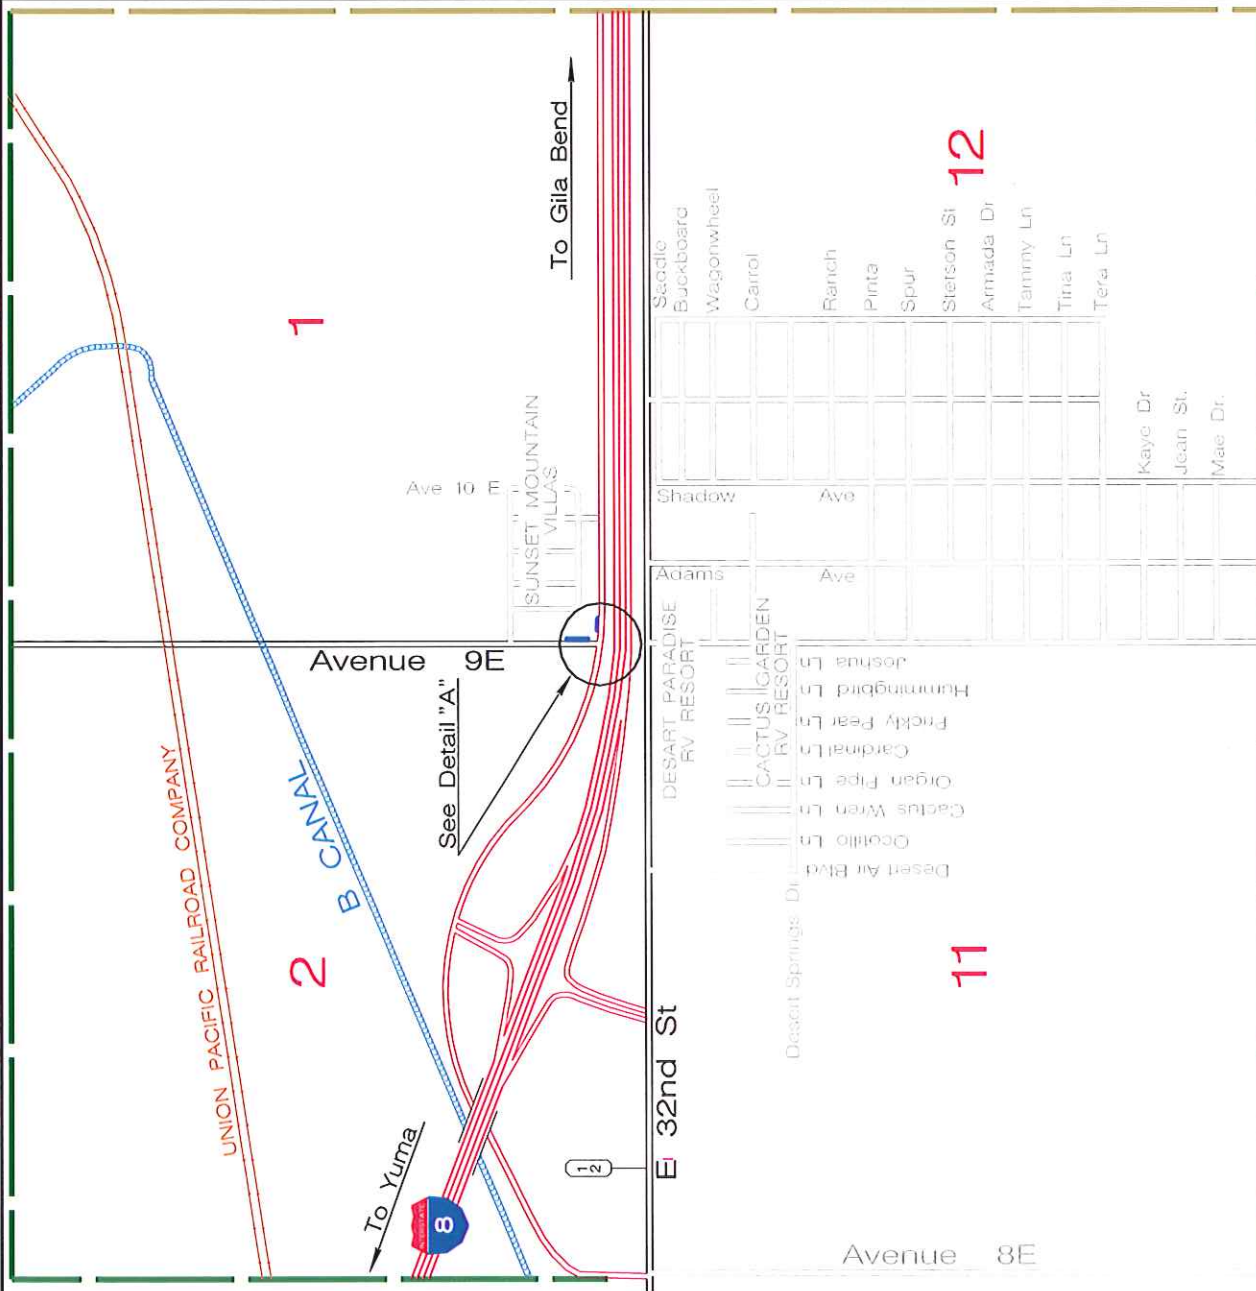 To Gila Bend
12
1
Saddle
Buckboard
Wagonwheel
Carrol
Ranch
Pinta
Spur
Stetson St
Armada Dr
Tammy Ln
Tina Ln
Tera Ln
Kaye Dr
Jean St.
Mae Dr.
Ave 10 E
SUNSET MOUNTAIN
VILLAS
Shadow Ave
Adams Ave
Avenue 9E
See Detail "A"
DESART PARADISE
RV RESORT
CACTUS GARDEN
RV RESORT
Joshua Ln
Hummingbird Ln
Prickly Pear Ln
Cardinal Ln
Organ Pipe Ln
Cactus Wren Ln
Ocotillo Ln
Desert Air Blvd
Desert Springs Dr
UNION PACIFIC RAILROAD COMPANY
B CANAL
2
11
E 32nd St
1
2
To Yuma
INTERSTATE
8
Avenue 8E